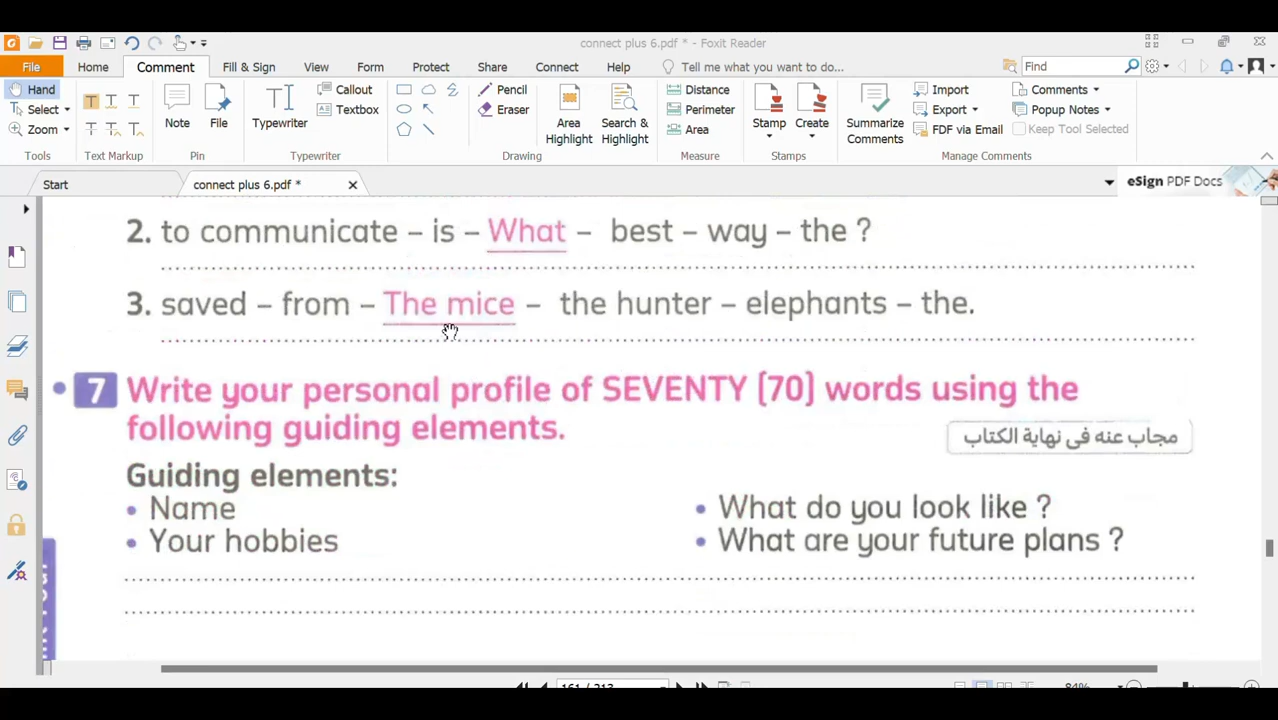 connect plus 6.pdf * - Foxit Reader
File Home Comment Fill & Sign View Form Protect Share Connect Help Tell me what you want to do... Find
Hand
Select
Zoom
Tools
Text Markup
Note
File
Pin
Typewriter
Callout
Textbox
Typewriter
Pencil
Eraser
Area Highlight
Search & Highlight
Drawing
Distance
Perimeter
Area
Measure
Stamp
Create
Stamps
Summarize Comments
Import
Export
FDF via Email
Comments
Popup Notes
Keep Tool Selected
Manage Comments
Start connect plus 6.pdf * eSign PDF Docs
2. to communicate – is – What – best – way – the ?
3. saved – from – The mice – the hunter – elephants – the.
7 Write your personal profile of SEVENTY (70) words using the
following guiding elements.
مجاب عنه فى نهاية الكتاب
Guiding elements:
• Name
• What do you look like ?
• Your hobbies
• What are your future plans ?
161 / 213
84%